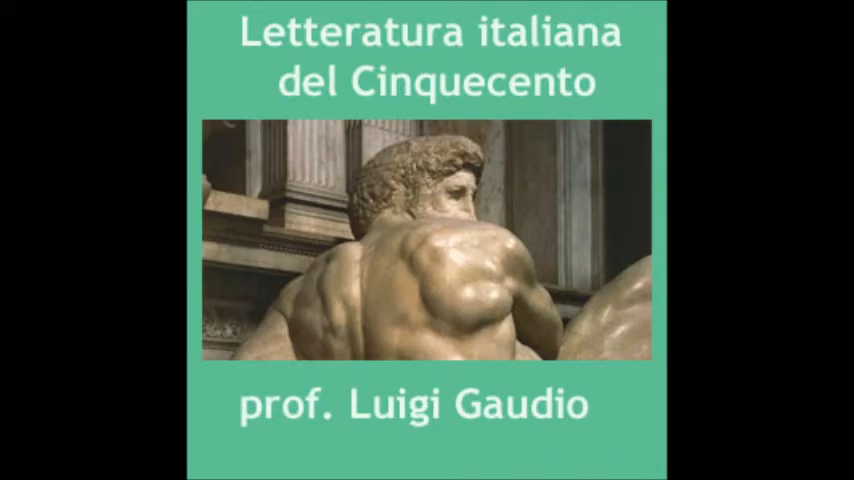 Letteratura italiana
del Cinquecento
prof. Luigi Gaudio